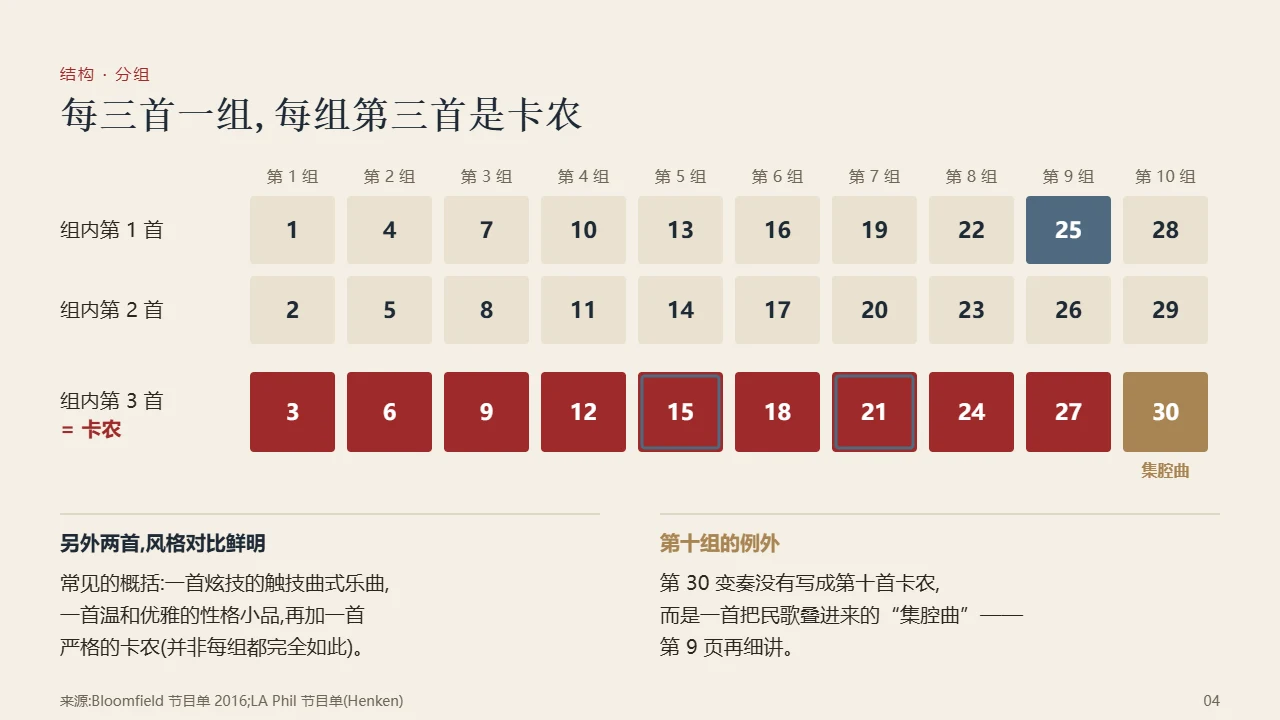 结构 · 分组
每三首一组,每组第三首是卡农
第 1 组 第 2 组 第 3 组 第 4 组 第 5 组 第 6 组 第 7 组 第 8 组 第 9 组 第 10 组
组内第 1 首 1 4 7 10 13 16 19 22 25 28
组内第 2 首 2 5 8 11 14 17 20 23 26 29
组内第 3 首
= 卡农
3 6 9 12 15 18 21 24 27 30
集腔曲
另外两首,风格对比鲜明
常见的概括:一首炫技的触技曲式乐曲,
一首温和优雅的性格小品,再加一首
严格的卡农(并非每组都完全如此)。
第十组的例外
第 30 变奏没有写成第十首卡农,
而是一首把民歌叠进来的“集腔曲”——
第 9 页再细讲。
来源:Bloomfield 节目单 2016;LA Phil 节目单(Henken)
04